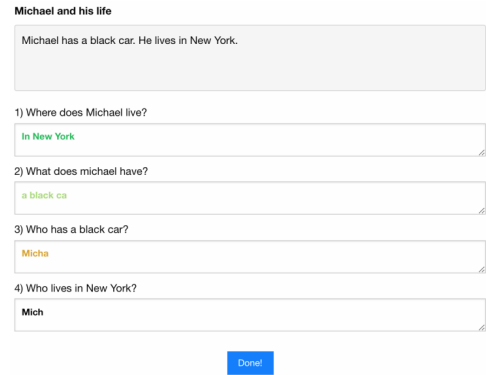 Michael and his life
Michael has a black car. He lives in New York.
1) Where does Michael live?
In New York
2) What does michael have?
a black ca
3) Who has a black car?
Micha
4) Who lives in New York?
Mich
Done!